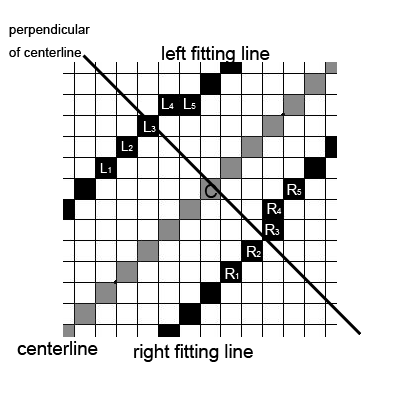 perpendicular
of centerline
left fitting line
L4 L5
L3
L2
L1
C
R5
R4
R3
R2
R1
centerline
right fitting line